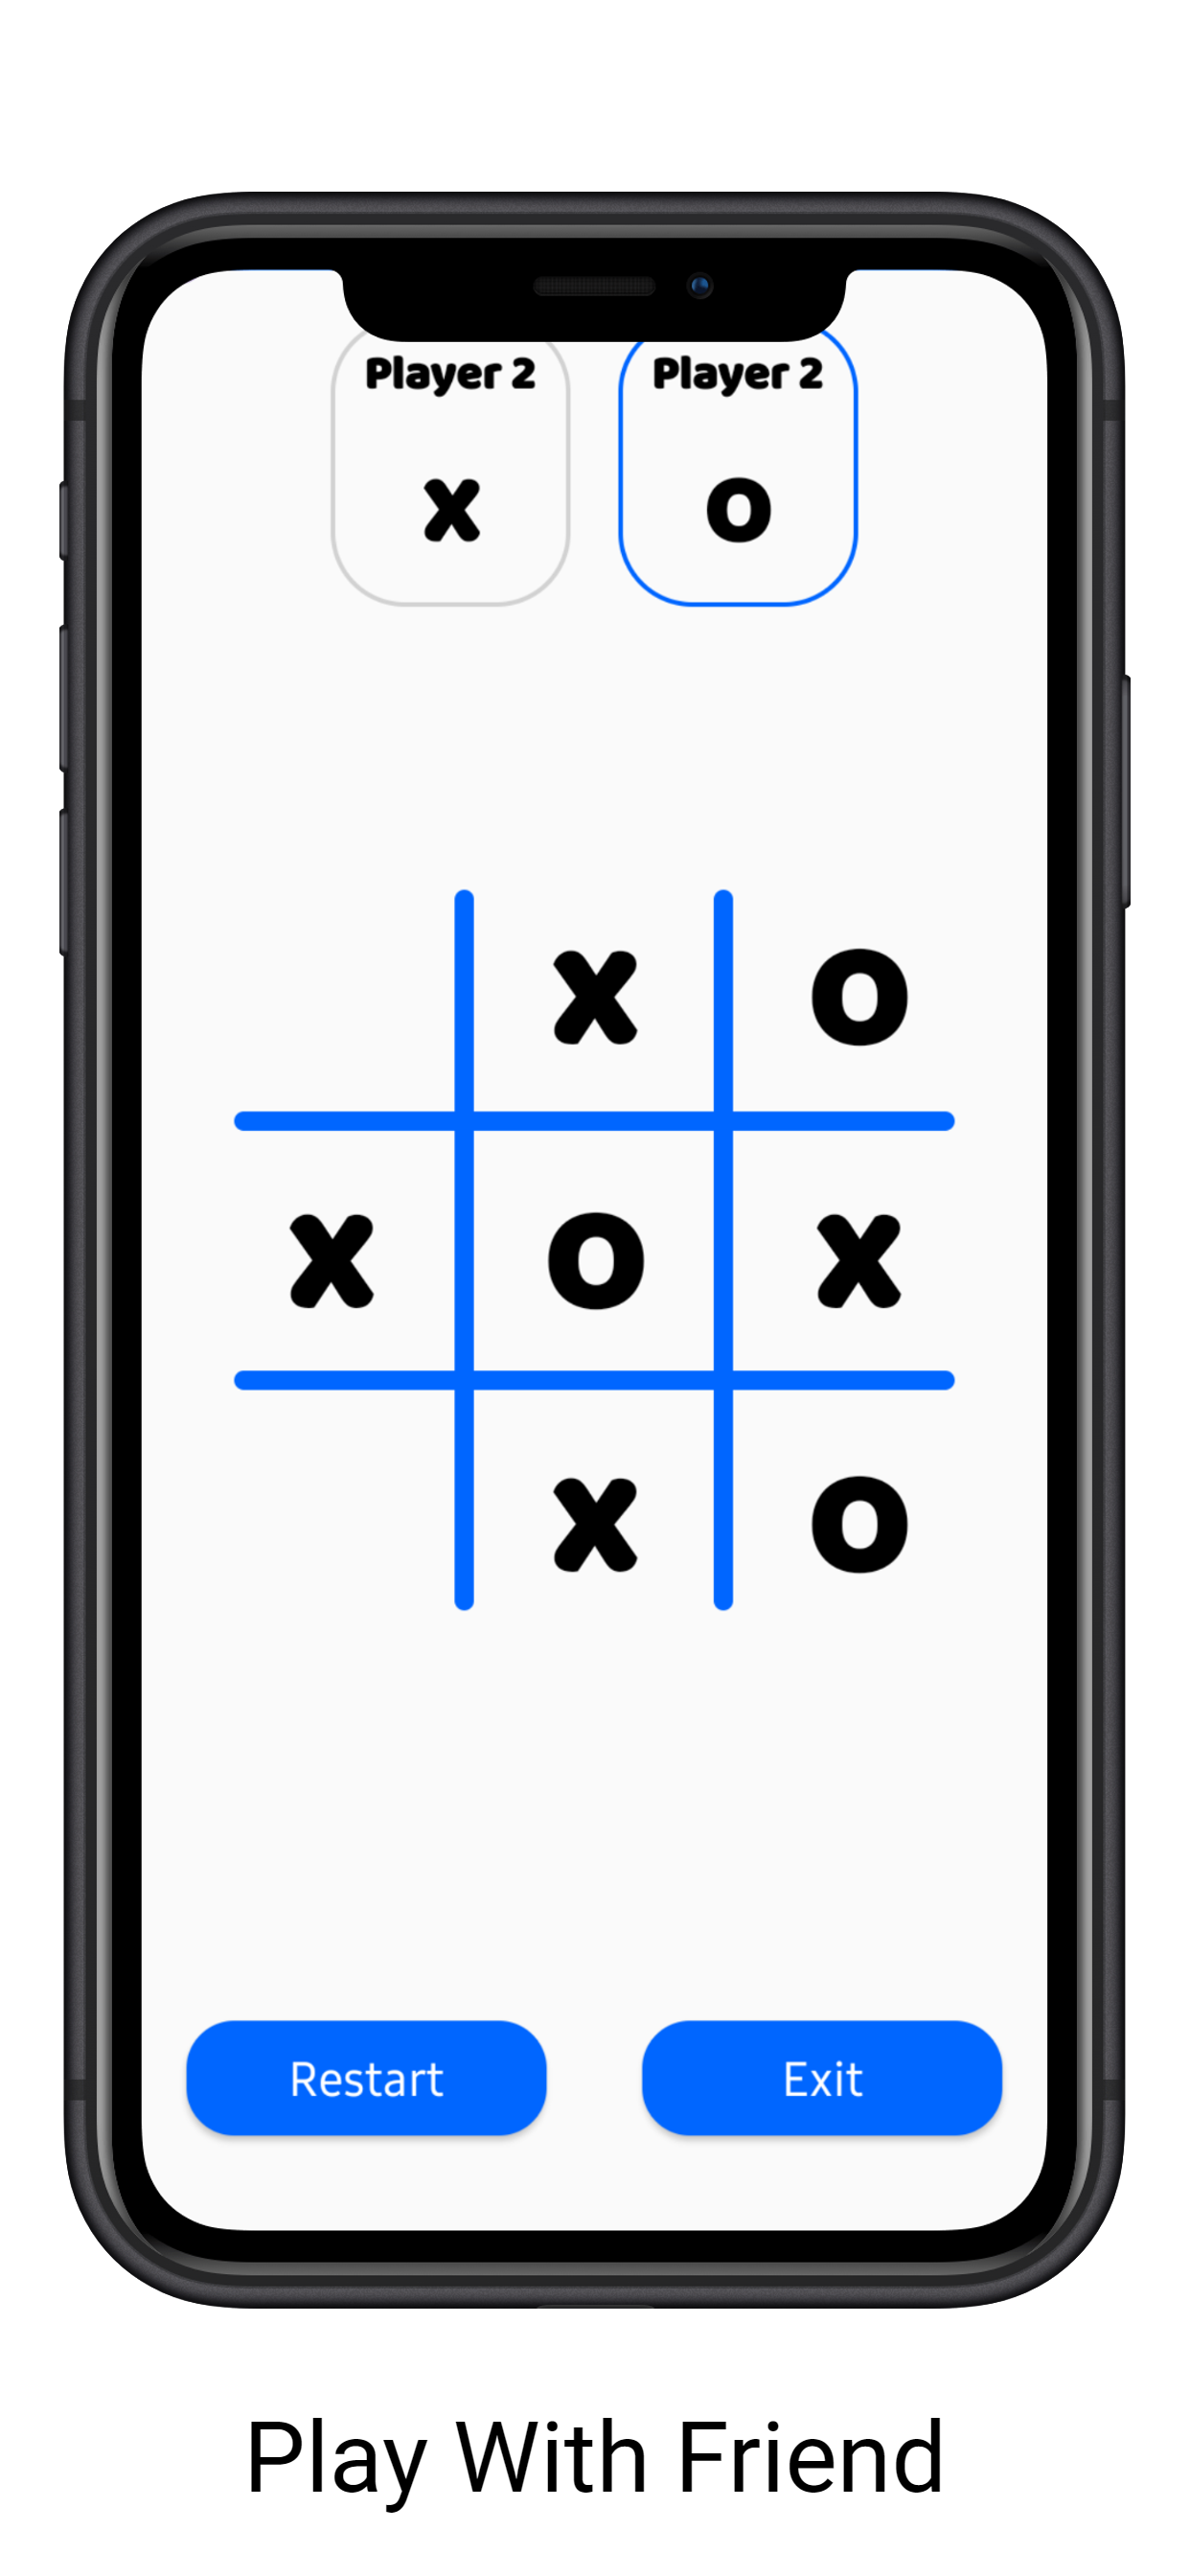 Player 2 Player 2
X O
X O
X O X
X O
Restart Exit
Play With Friend